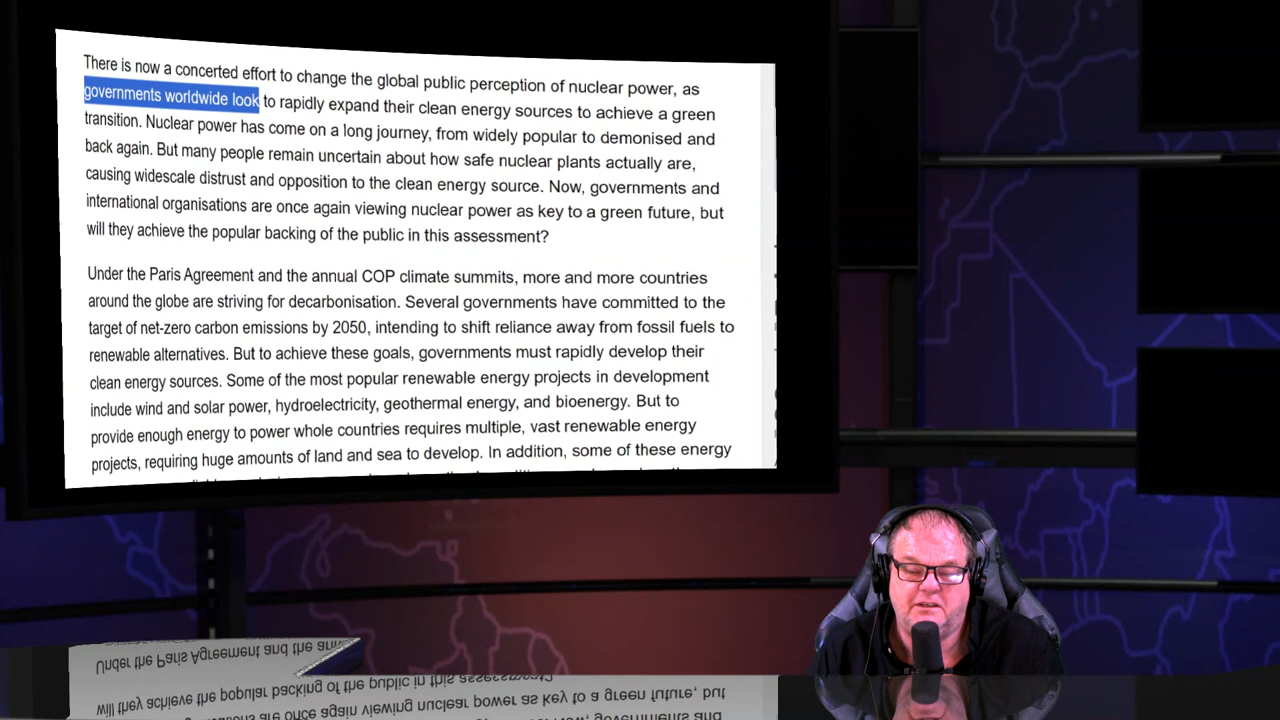 There is now a concerted effort to change the global public perception of nuclear power, as
governments worldwide look to rapidly expand their clean energy sources to achieve a green
transition. Nuclear power has come on a long journey, from widely popular to demonised and
back again. But many people remain uncertain about how safe nuclear plants actually are,
causing widescale distrust and opposition to the clean energy source. Now, governments and
international organisations are once again viewing nuclear power as key to a green future, but
will they achieve the popular backing of the public in this assessment?
Under the Paris Agreement and the annual COP climate summits, more and more countries
around the globe are striving for decarbonisation. Several governments have committed to the
target of net-zero carbon emissions by 2050, intending to shift reliance away from fossil fuels to
renewable alternatives. But to achieve these goals, governments must rapidly develop their
clean energy sources. Some of the most popular renewable energy projects in development
include wind and solar power, hydroelectricity, geothermal energy, and bioenergy. But to
provide enough energy to power whole countries requires multiple, vast renewable energy
projects, requiring huge amounts of land and sea to develop. In addition, some of these energy